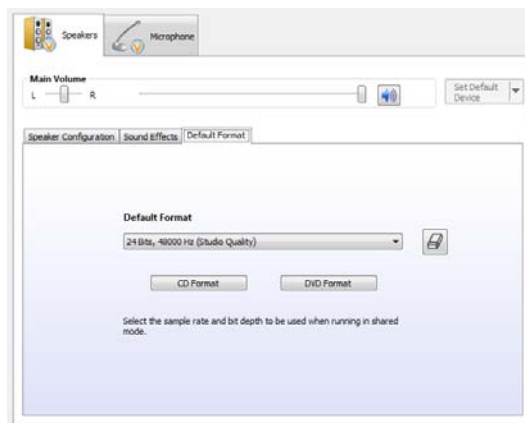 Speakers
Microphone
Main Volume
L
R
Set Default
Device
Speaker Configuration
Sound Effects
Default Format
Default Format
24 Bits, 48000 Hz (Studio Quality)
CD Format
DVD Format
Select the sample rate and bit depth to be used when running in shared
mode.